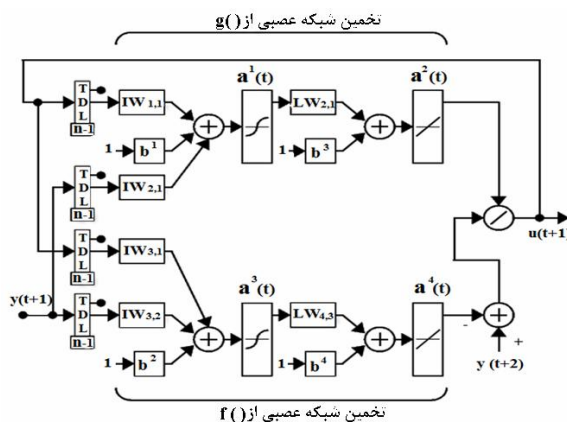 تخمین شبکه عصبی از g()
a¹(t)
a²(t)
T D L n-1
IW1,1
LW2,1
1 b¹
1 b³
T D L n-1
IW2,1
u(t+1)
T D L n-1
IW3,1
a³(t)
a⁴(t)
y(t+1)
T D L n-1
IW3,2
LW4,3
-
+
1 b²
1 b⁴
y (t+2)
تخمین شبکه عصبی از f()